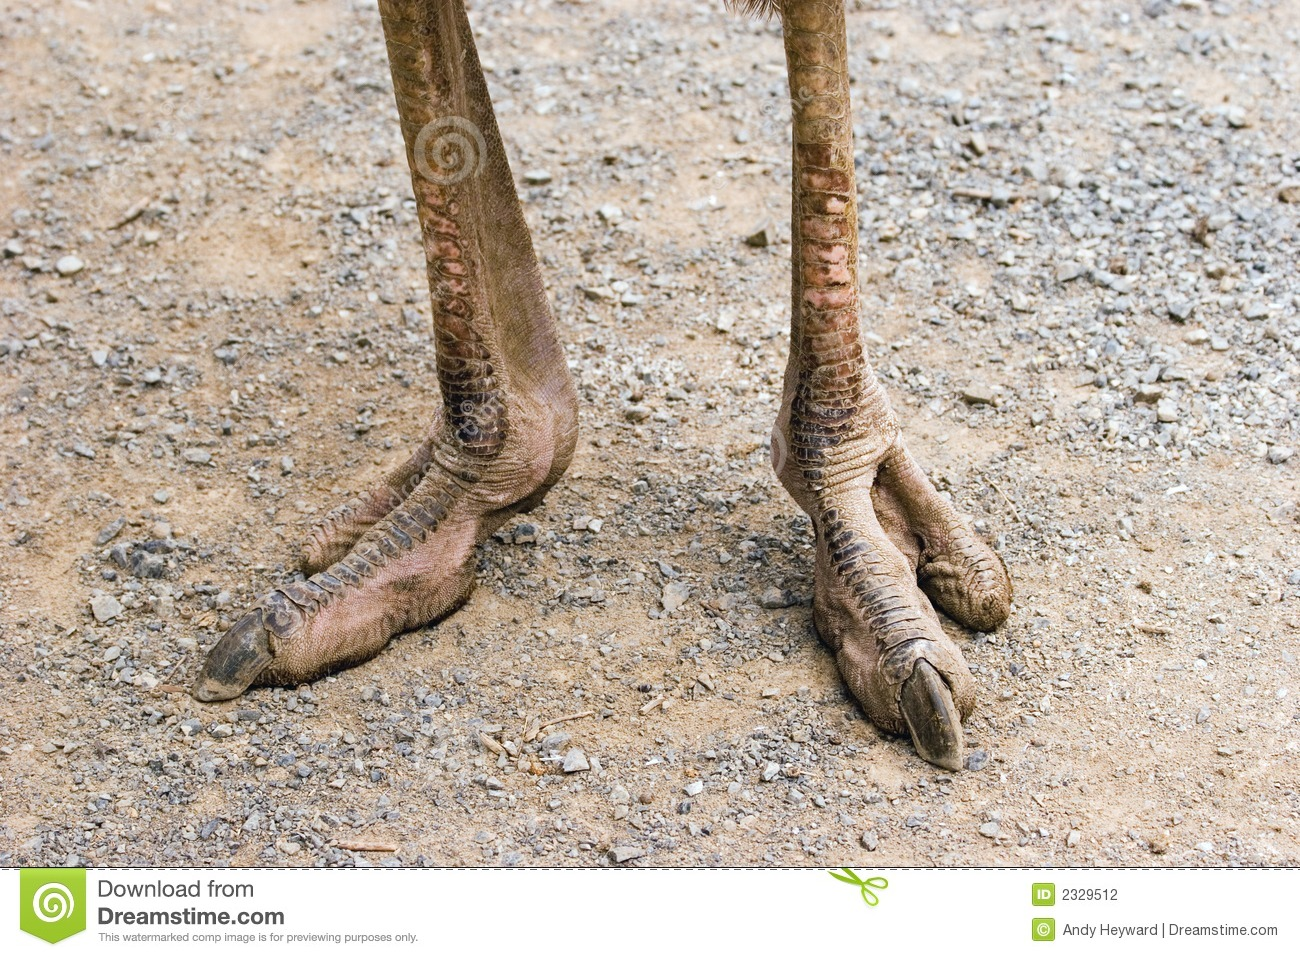 Download from
Dreamstime.com
This watermarked comp image is for previewing purposes only.
ID 2329512
© Andy Heyward | Dreamstime.com